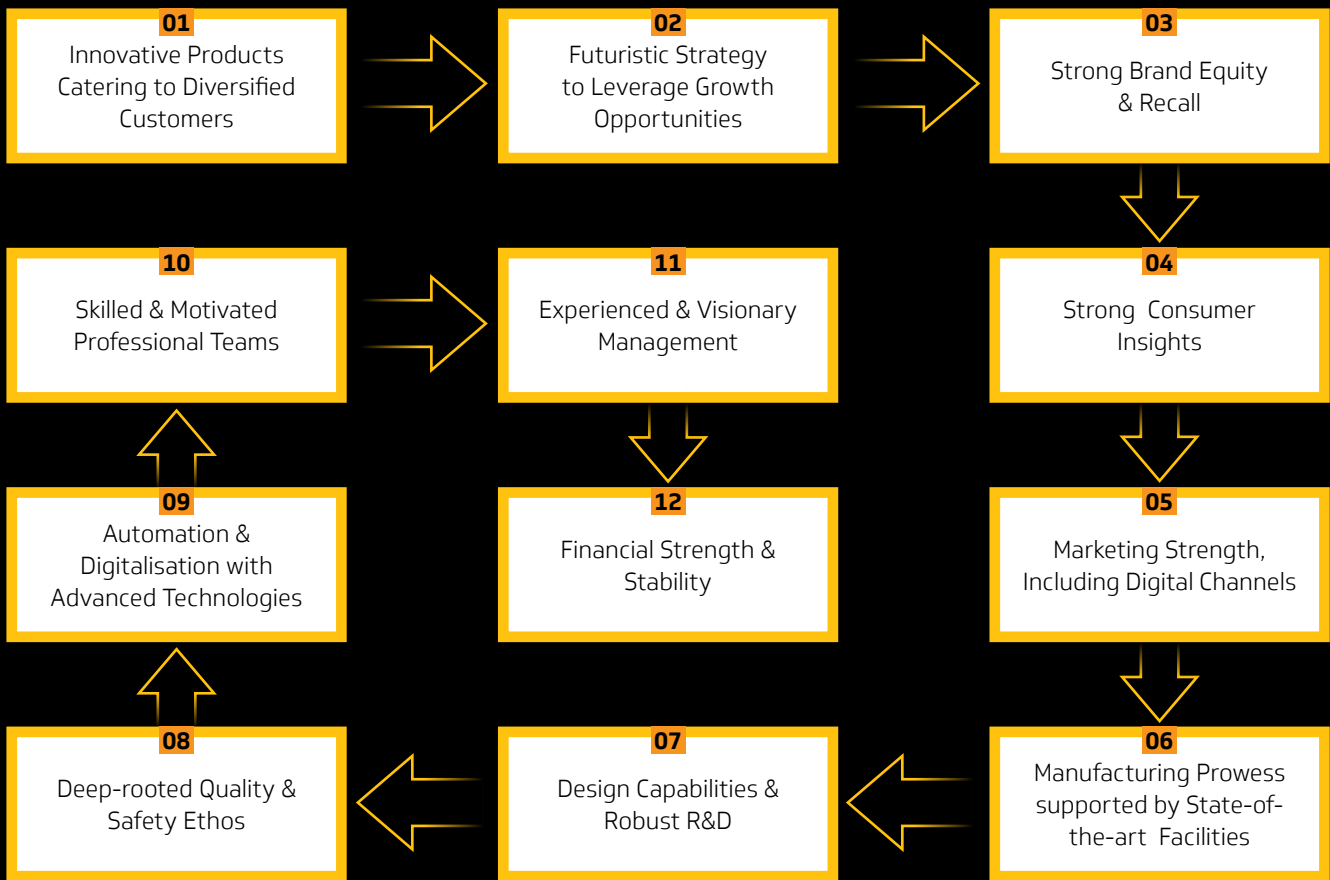 01
Innovative Products
Catering to Diversified
Customers
02
Futuristic Strategy
to Leverage Growth
Opportunities
03
Strong Brand Equity
& Recall
04
Strong Consumer
Insights
05
Marketing Strength,
Including Digital Channels
06
Manufacturing Prowess
supported by State-of-
the-art Facilities
07
Design Capabilities &
Robust R&D
08
Deep-rooted Quality &
Safety Ethos
09
Automation &
Digitalisation with
Advanced Technologies
10
Skilled & Motivated
Professional Teams
11
Experienced & Visionary
Management
12
Financial Strength &
Stability